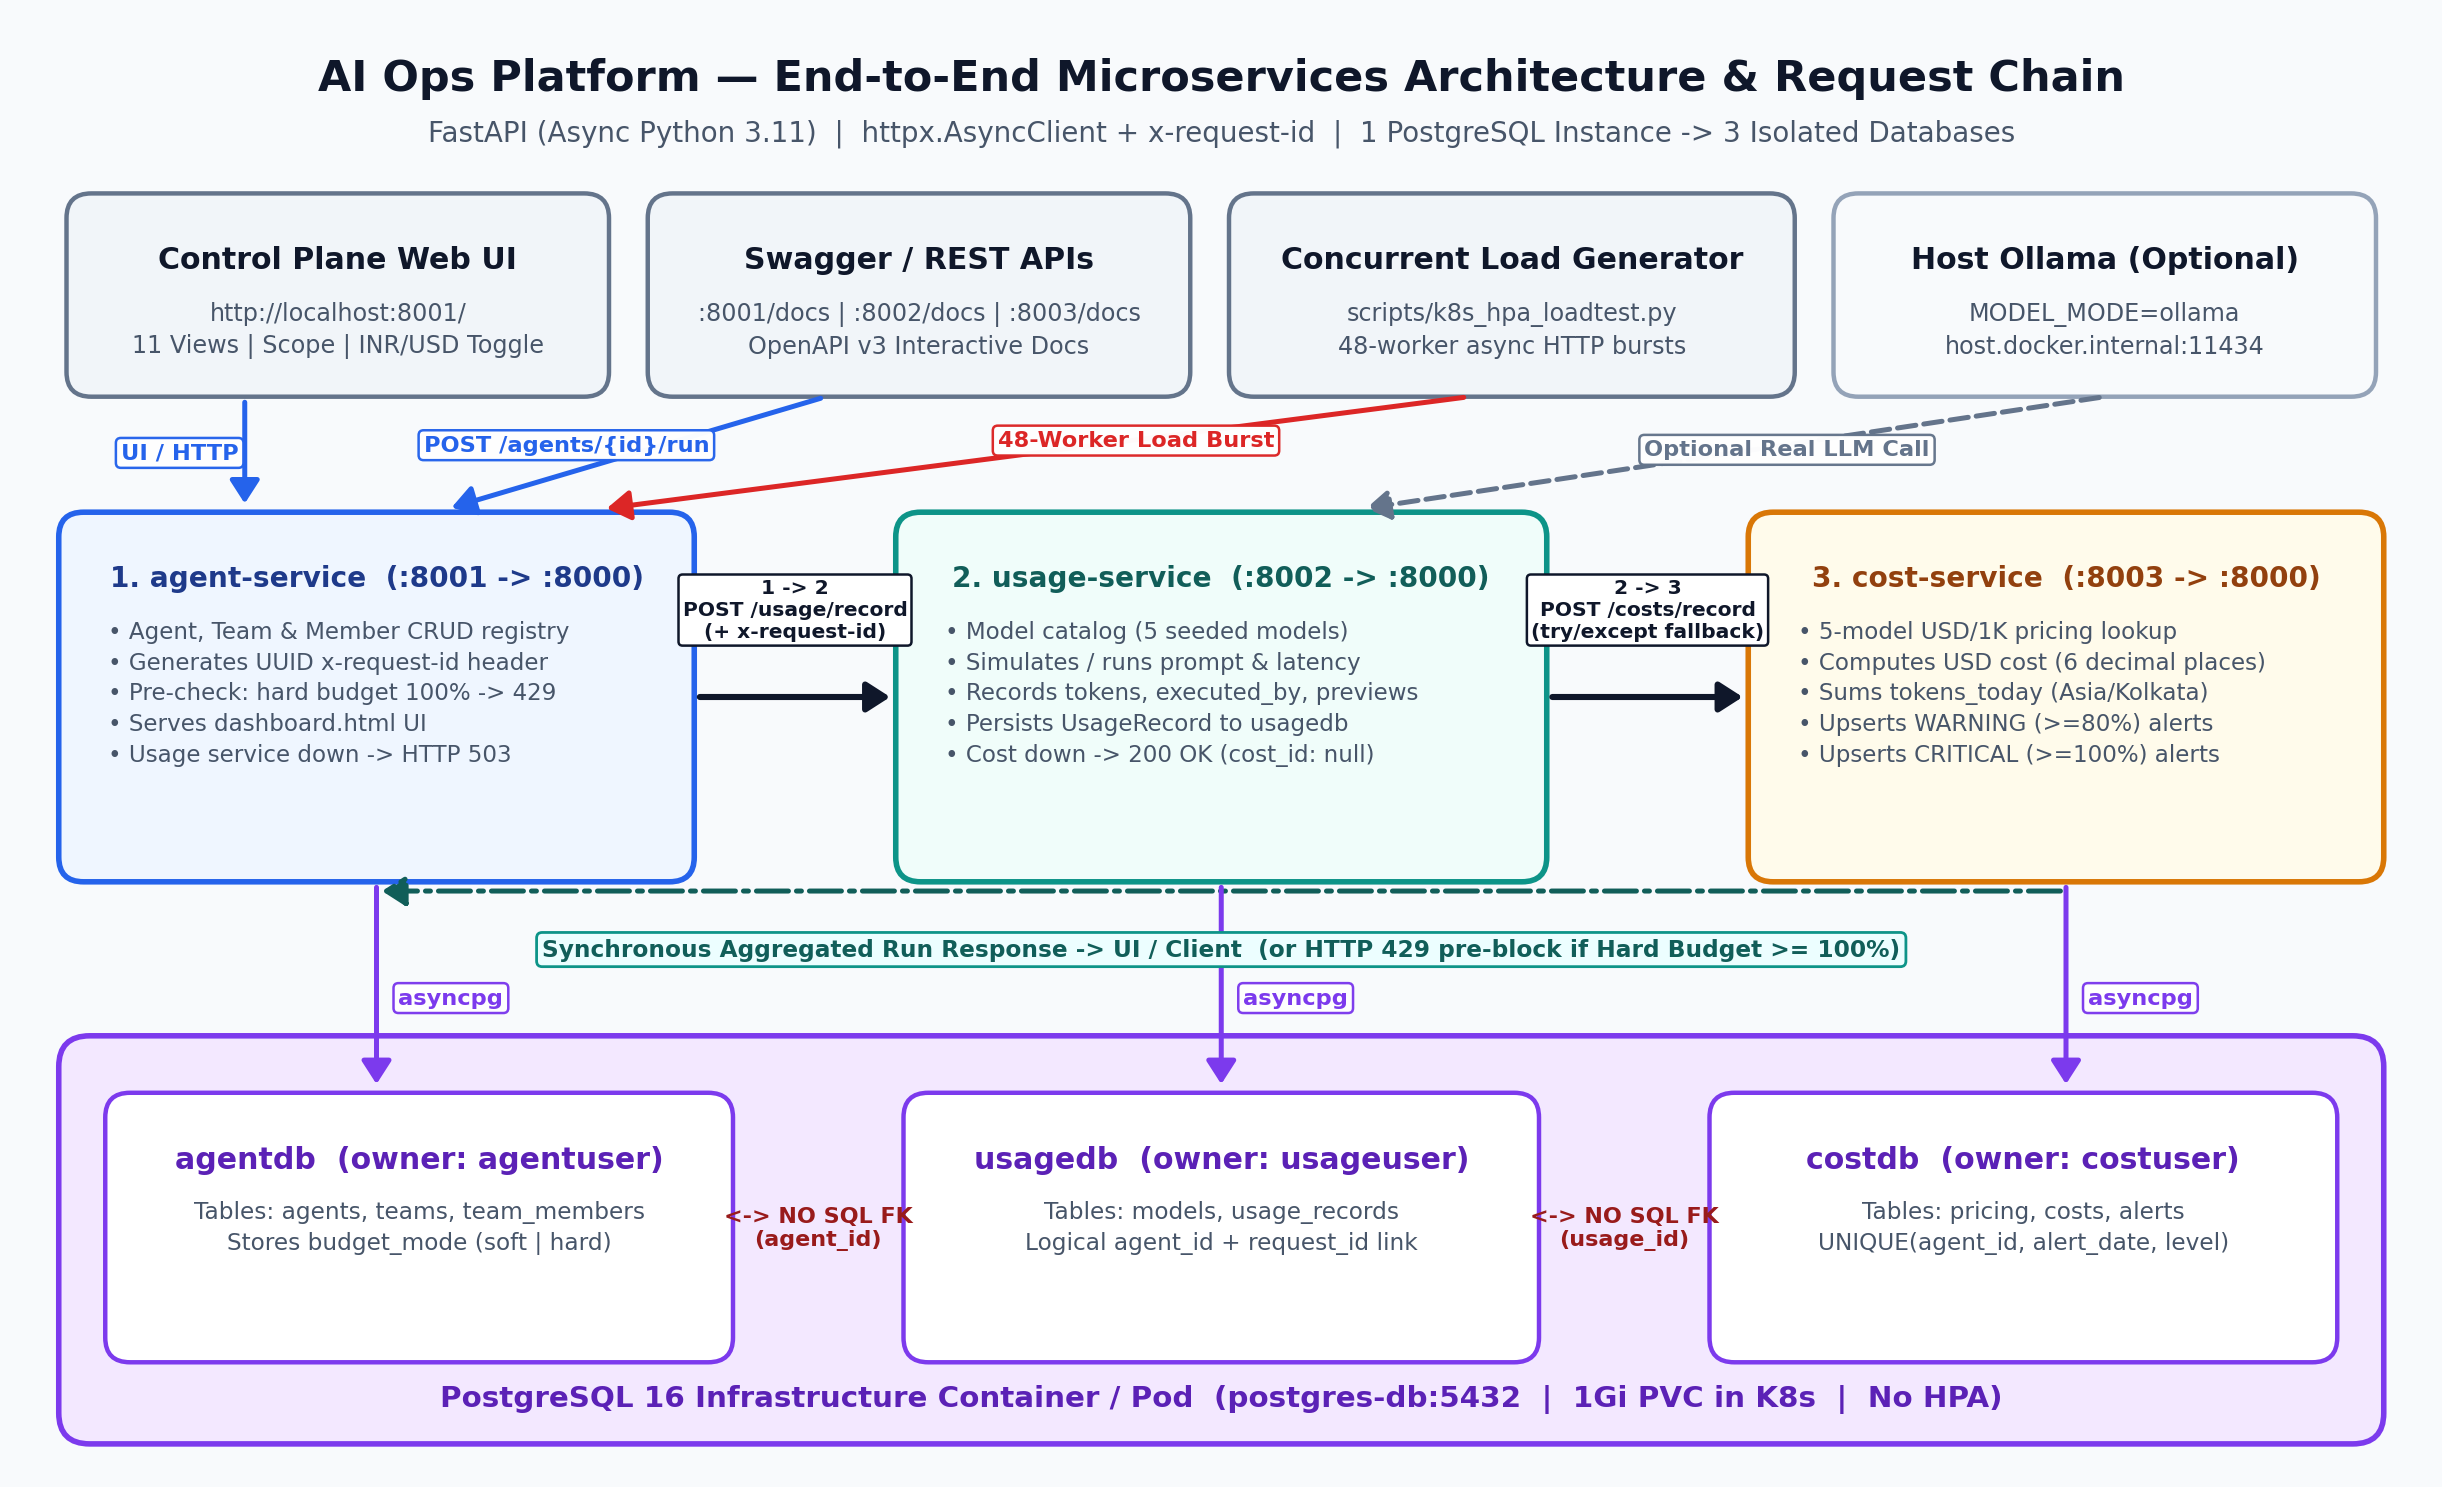 AI Ops Platform — End-to-End Microservices Architecture & Request Chain
FastAPI (Async Python 3.11)  |  httpx.AsyncClient + x-request-id  |  1 PostgreSQL Instance -> 3 Isolated Databases
Control Plane Web UI
http://localhost:8001/
11 Views | Scope | INR/USD Toggle
Swagger / REST APIs
:8001/docs | :8002/docs | :8003/docs
OpenAPI v3 Interactive Docs
Concurrent Load Generator
scripts/k8s_hpa_loadtest.py
48-worker async HTTP bursts
Host Ollama (Optional)
MODEL_MODE=ollama
host.docker.internal:11434
UI / HTTP
POST /agents/{id}/run
48-Worker Load Burst
Optional Real LLM Call
1. agent-service  (:8001 -> :8000)
• Agent, Team & Member CRUD registry
• Generates UUID x-request-id header
• Pre-check: hard budget 100% -> 429
• Serves dashboard.html UI
• Usage service down -> HTTP 503
1 -> 2
POST /usage/record
(+ x-request-id)
2. usage-service  (:8002 -> :8000)
• Model catalog (5 seeded models)
• Simulates / runs prompt & latency
• Records tokens, executed_by, previews
• Persists UsageRecord to usagedb
• Cost down -> 200 OK (cost_id: null)
2 -> 3
POST /costs/record
(try/except fallback)
3. cost-service  (:8003 -> :8000)
• 5-model USD/1K pricing lookup
• Computes USD cost (6 decimal places)
• Sums tokens_today (Asia/Kolkata)
• Upserts WARNING (>=80%) alerts
• Upserts CRITICAL (>=100%) alerts
Synchronous Aggregated Run Response -> UI / Client  (or HTTP 429 pre-block if Hard Budget >= 100%)
asyncpg
asyncpg
asyncpg
agentdb  (owner: agentuser)
Tables: agents, teams, team_members
Stores budget_mode (soft | hard)
<-> NO SQL FK
(agent_id)
usagedb  (owner: usageuser)
Tables: models, usage_records
Logical agent_id + request_id link
<-> NO SQL FK
(usage_id)
costdb  (owner: costuser)
Tables: pricing, costs, alerts
UNIQUE(agent_id, alert_date, level)
PostgreSQL 16 Infrastructure Container / Pod  (postgres-db:5432  |  1Gi PVC in K8s  |  No HPA)